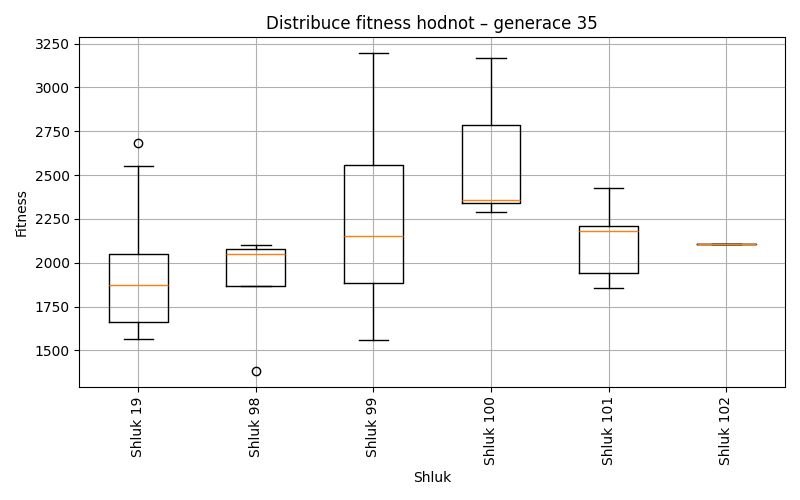 Distribuce fitness hodnot – generace 35
Fitness
3250
3000
2750
2500
2250
2000
1750
1500
Shluk 19
Shluk 98
Shluk 99
Shluk 100
Shluk 101
Shluk 102
Shluk